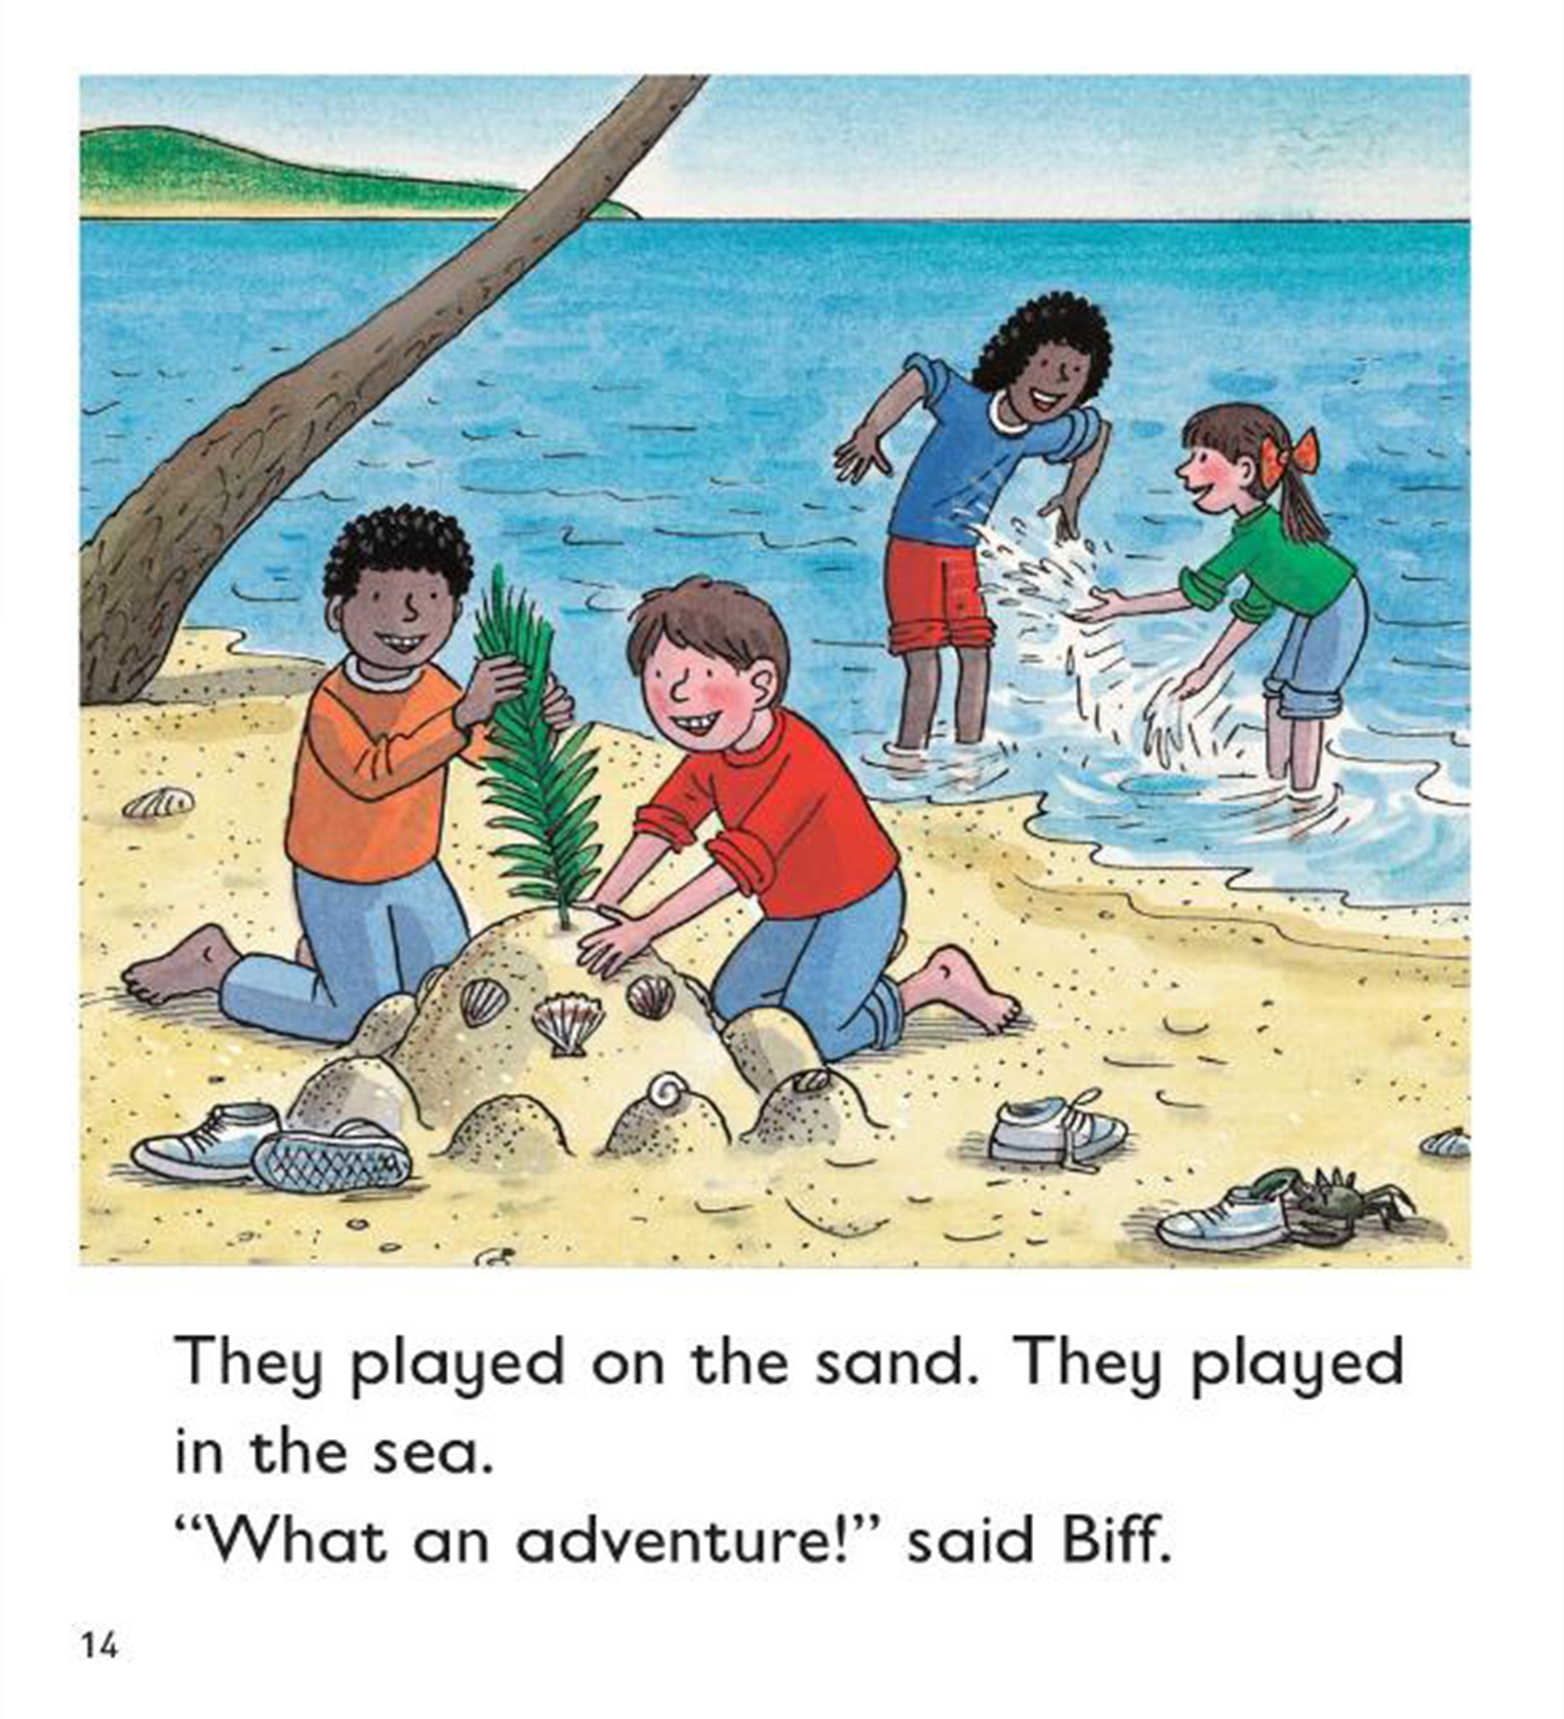 They played on the sand. They played
in the sea.
“What an adventure!” said Biff.
14